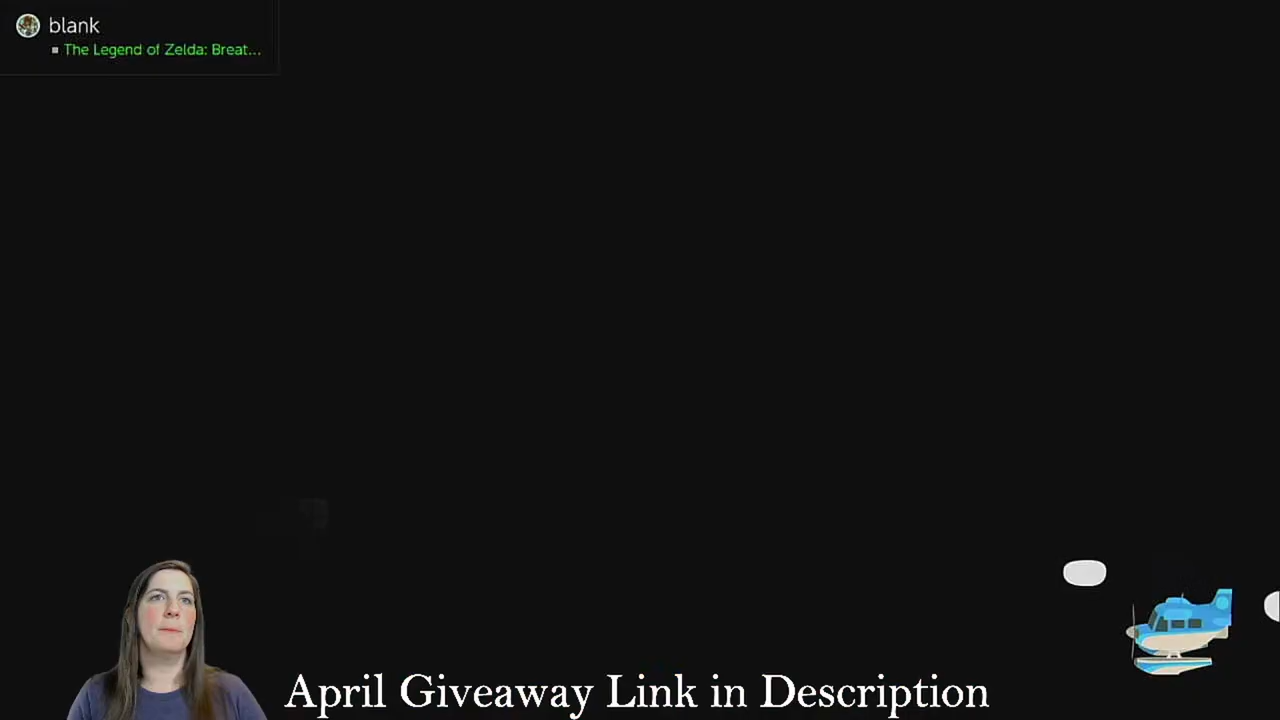 blank
The Legend of Zelda: Breat...
April Giveaway Link in Description